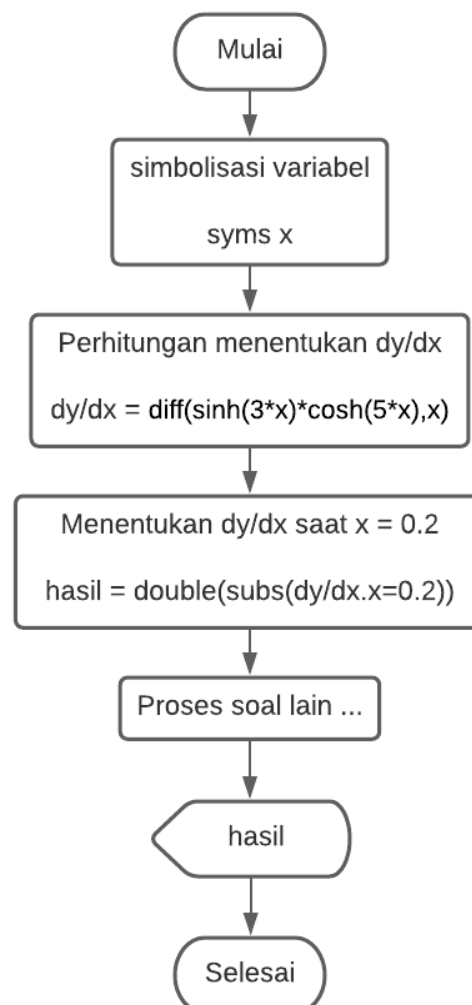 Mulai
simbolisasi variabel
syms x
Perhitungan menentukan dy/dx
dy/dx = diff(sinh(3*x)*cosh(5*x),x)
Menentukan dy/dx saat x = 0.2
hasil = double(subs(dy/dx.x=0.2))
Proses soal lain ...
hasil
Selesai